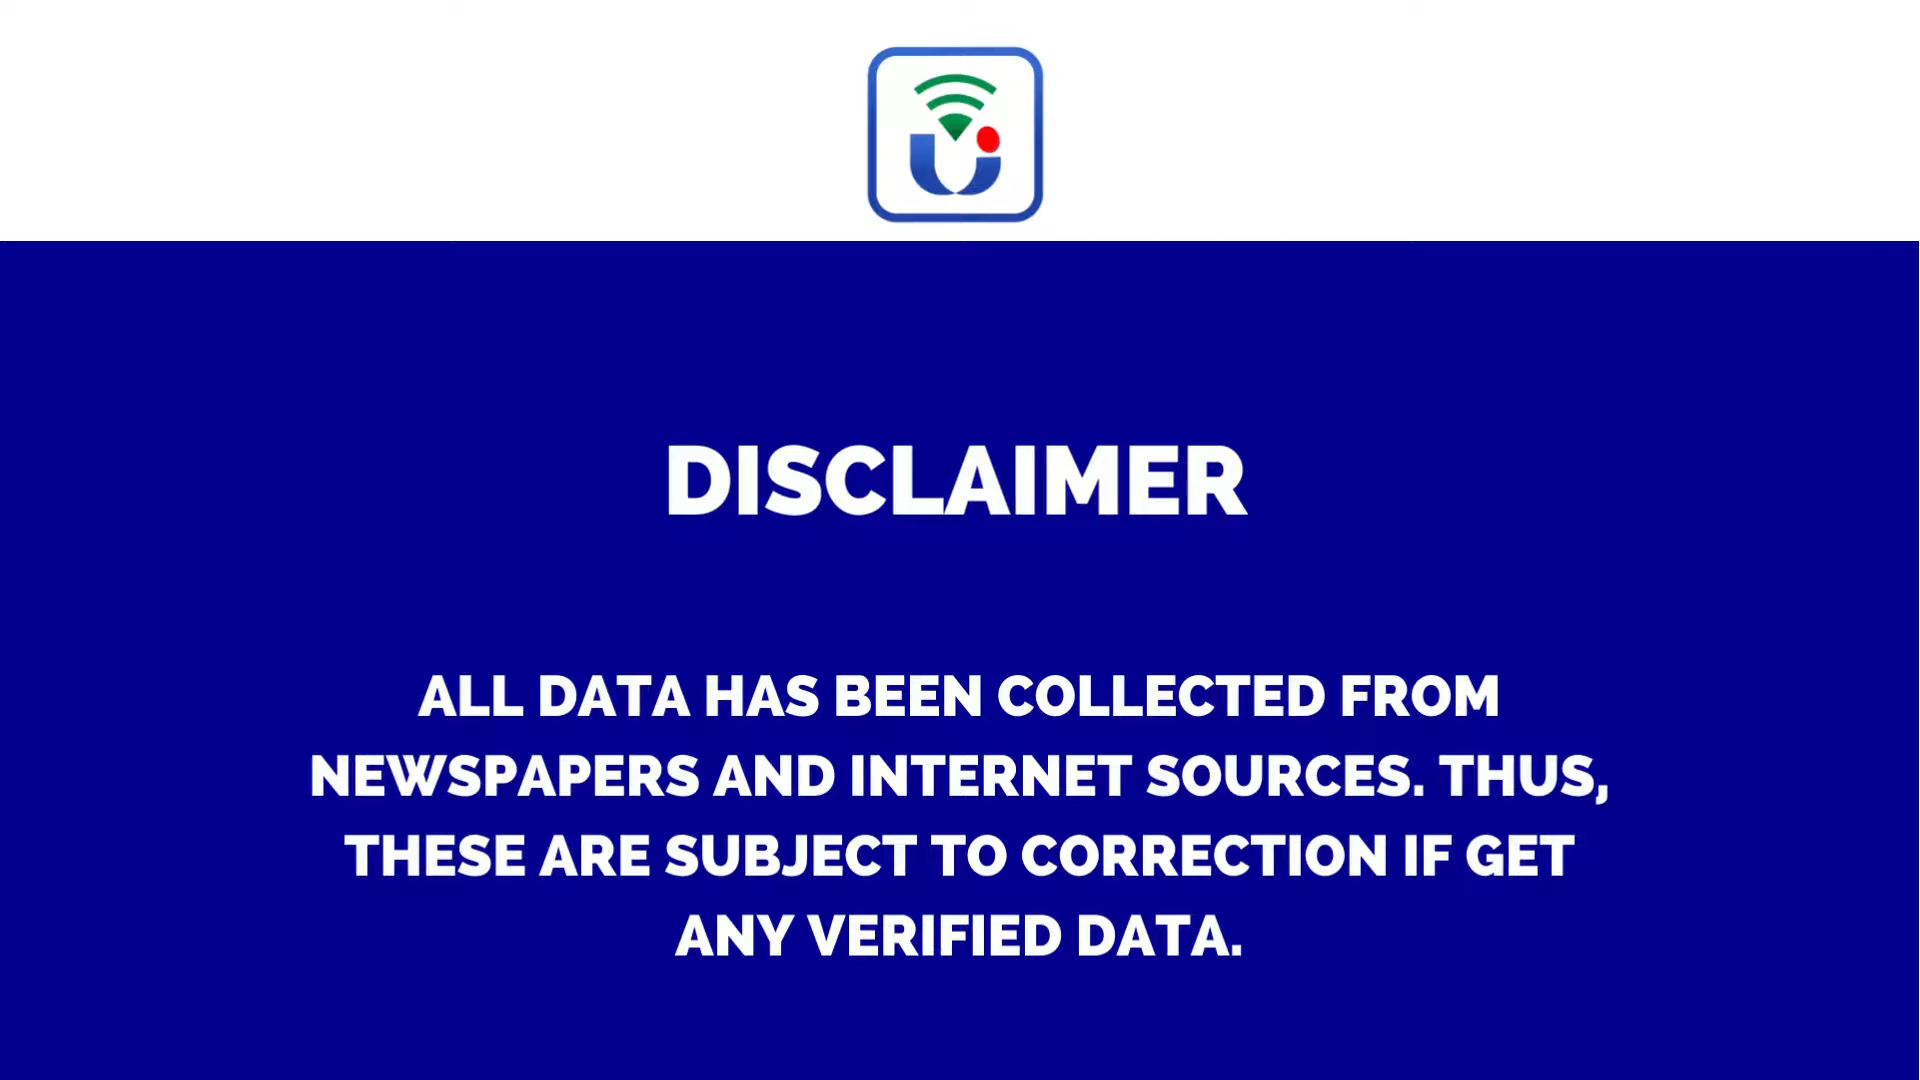 DISCLAIMER
ALL DATA HAS BEEN COLLECTED FROM
NEWSPAPERS AND INTERNET SOURCES. THUS,
THESE ARE SUBJECT TO CORRECTION IF GET
ANY VERIFIED DATA.